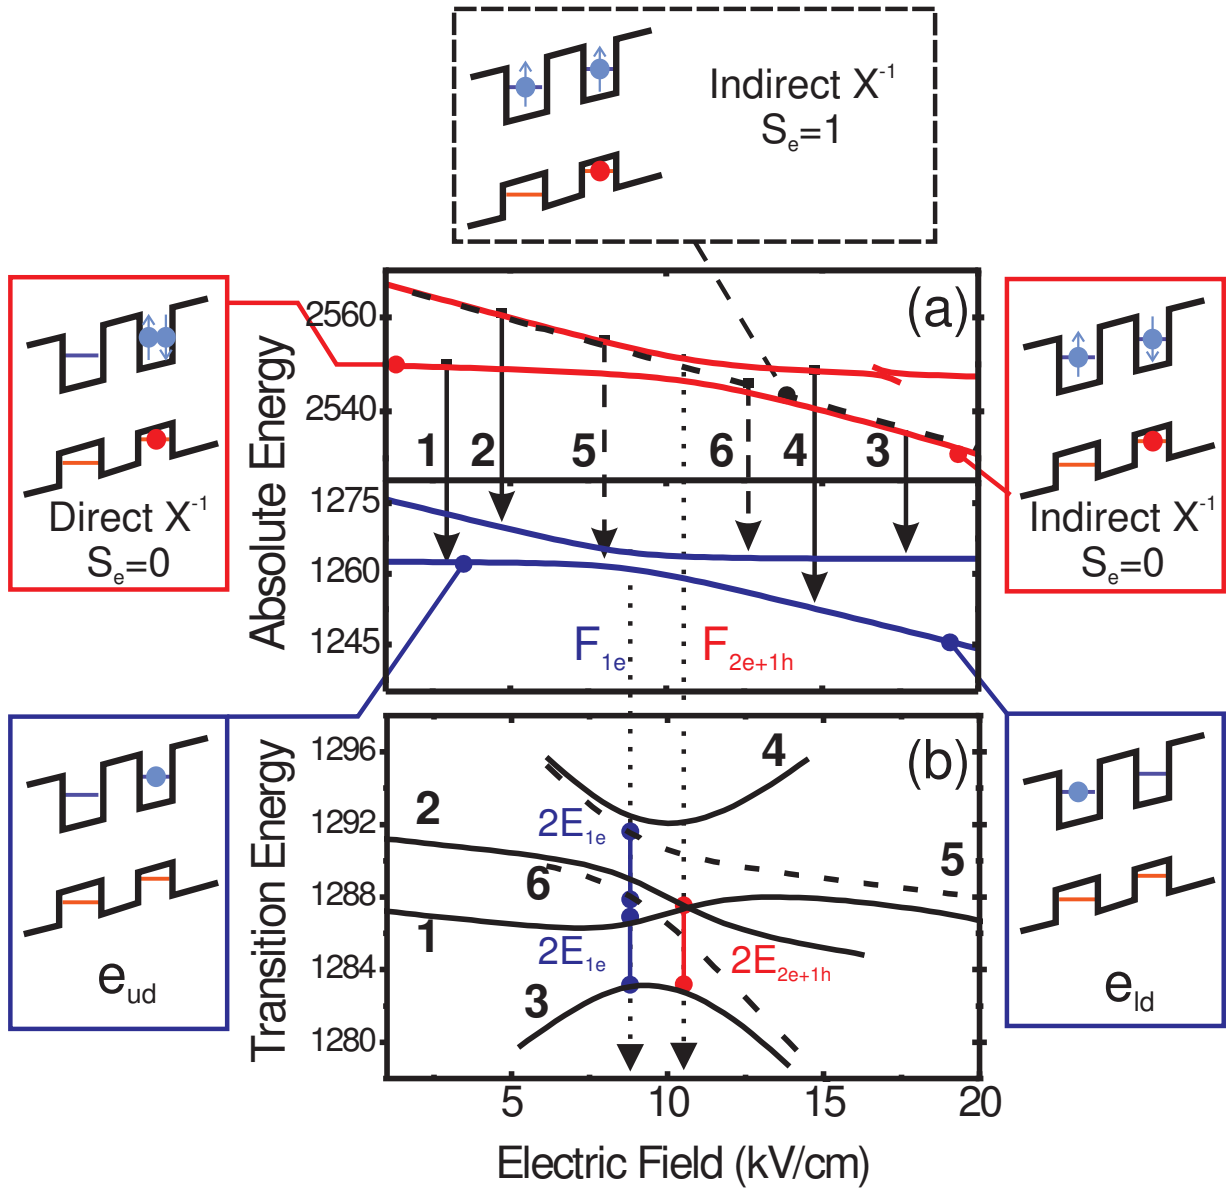 Indirect X⁻¹
Sₑ=1
(a)
2560
2540
1275
1260
1245
Absolute Energy
1
2
5
6
4
3
F₁ₑ
F₂ₑ₊₁ₕ
Direct X⁻¹
Sₑ=0
Indirect X⁻¹
Sₑ=0
(b)
1296
1292
1288
1284
1280
Transition Energy
4
2
2E₁ₑ
5
6
1
2E₁ₑ
2E₂ₑ₊₁ₕ
3
e_ud
e_ld
5
10
15
20
Electric Field (kV/cm)